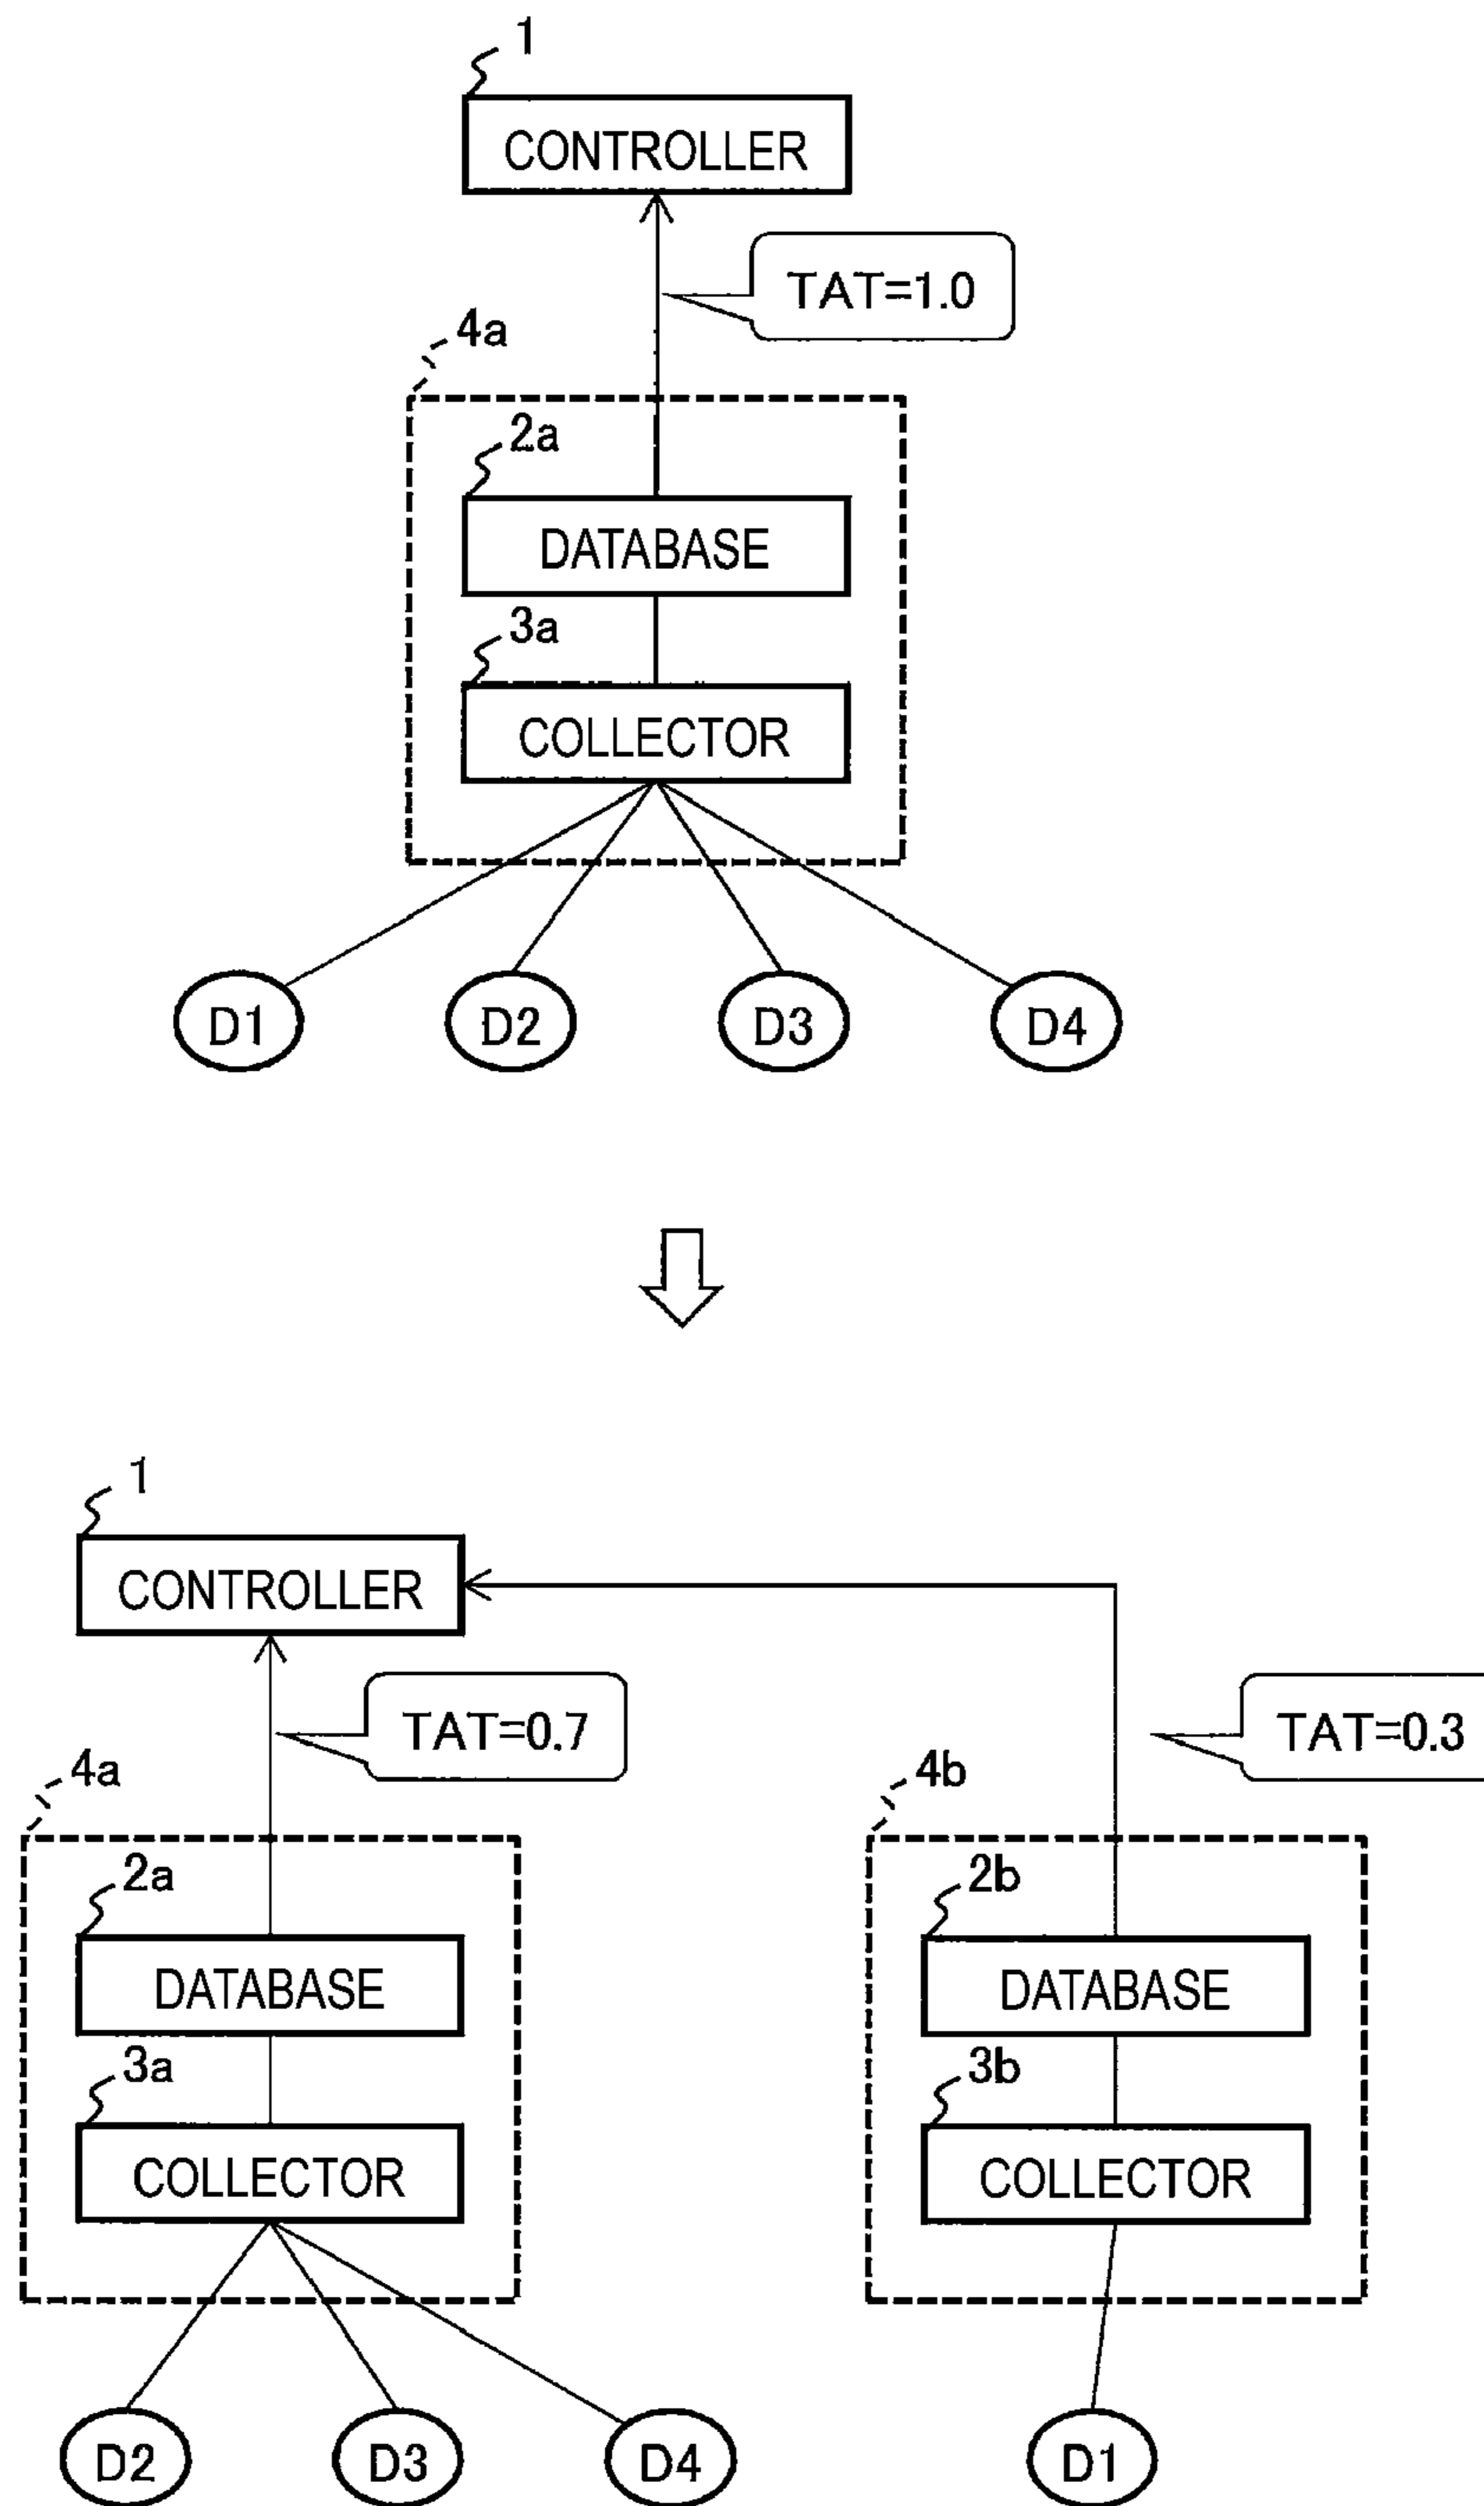 1
CONTROLLER
TAT=1.0
4a
2a
DATABASE
3a
COLLECTOR
D1 D2 D3 D4
1
CONTROLLER
TAT=0.7 TAT=0.3
4a 4b
2a 2b
DATABASE DATABASE
3a 3b
COLLECTOR COLLECTOR
D2 D3 D4 D1